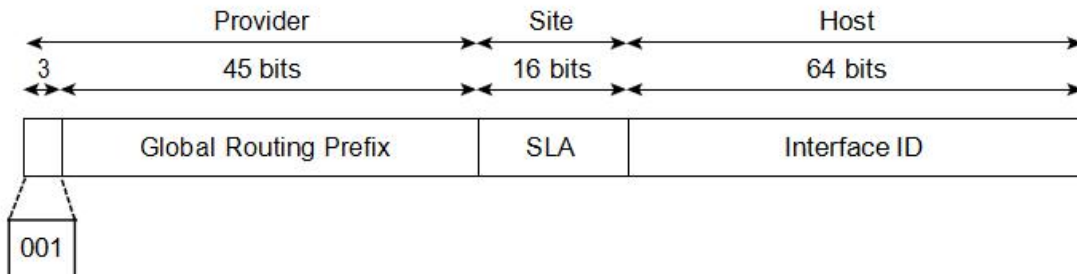 Provider Site Host
3 45 bits 16 bits 64 bits
Global Routing Prefix SLA Interface ID
001